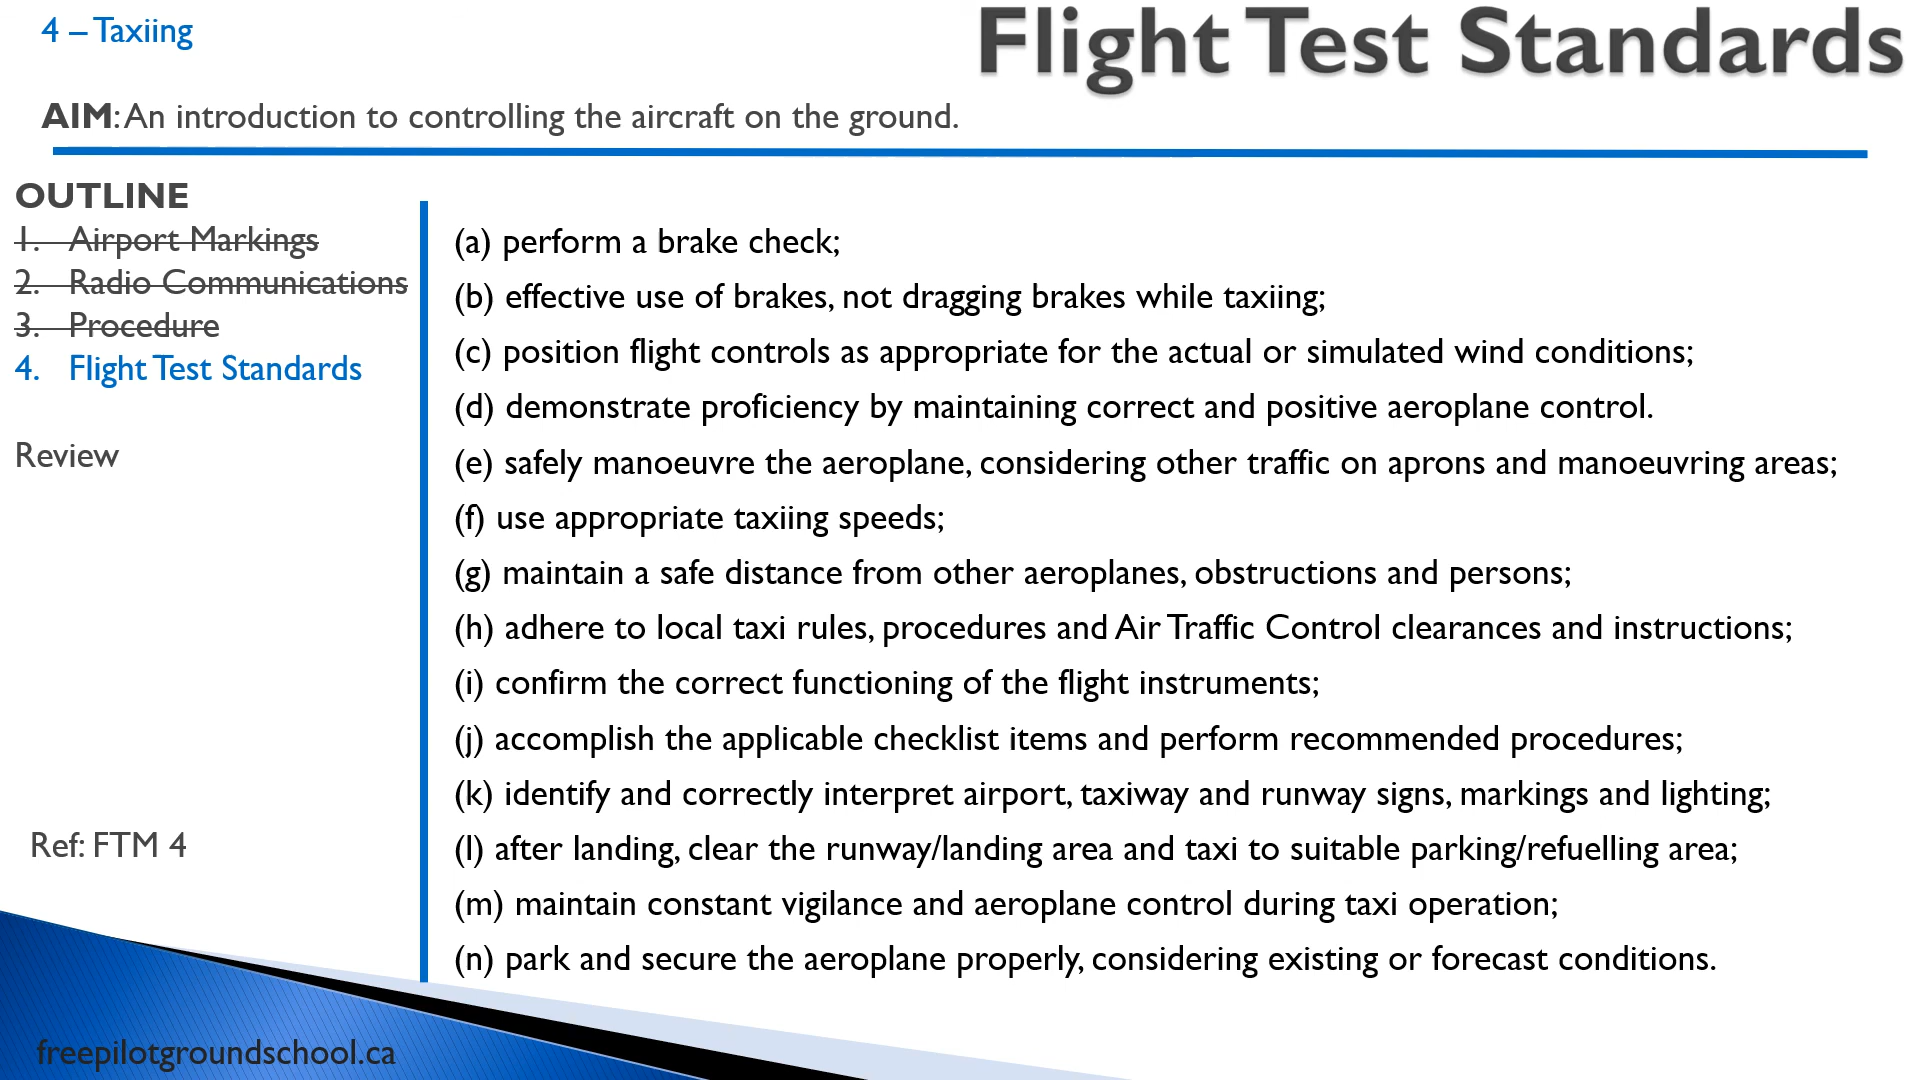 4 – Taxiing
Flight Test Standards
AIM: An introduction to controlling the aircraft on the ground.
OUTLINE
1. Airport Markings
2. Radio Communications
3. Procedure
4. Flight Test Standards
Review
Ref: FTM 4
(a) perform a brake check;
(b) effective use of brakes, not dragging brakes while taxiing;
(c) position flight controls as appropriate for the actual or simulated wind conditions;
(d) demonstrate proficiency by maintaining correct and positive aeroplane control.
(e) safely manoeuvre the aeroplane, considering other traffic on aprons and manoeuvring areas;
(f) use appropriate taxiing speeds;
(g) maintain a safe distance from other aeroplanes, obstructions and persons;
(h) adhere to local taxi rules, procedures and Air Traffic Control clearances and instructions;
(i) confirm the correct functioning of the flight instruments;
(j) accomplish the applicable checklist items and perform recommended procedures;
(k) identify and correctly interpret airport, taxiway and runway signs, markings and lighting;
(l) after landing, clear the runway/landing area and taxi to suitable parking/refuelling area;
(m) maintain constant vigilance and aeroplane control during taxi operation;
(n) park and secure the aeroplane properly, considering existing or forecast conditions.
freepilotgroundschool.ca